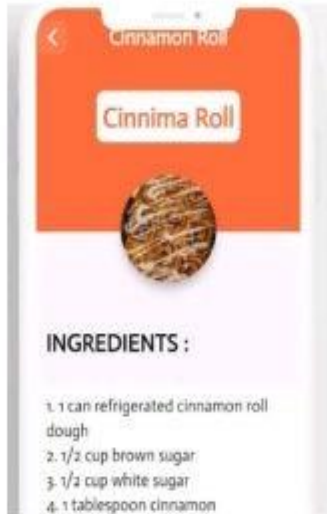 Cinnamon Roll
Cinnima Roll
INGREDIENTS :
1. 1 can refrigerated cinnamon roll
dough
2. 1/2 cup brown sugar
3. 1/2 cup white sugar
4. 1 tablespoon cinnamon